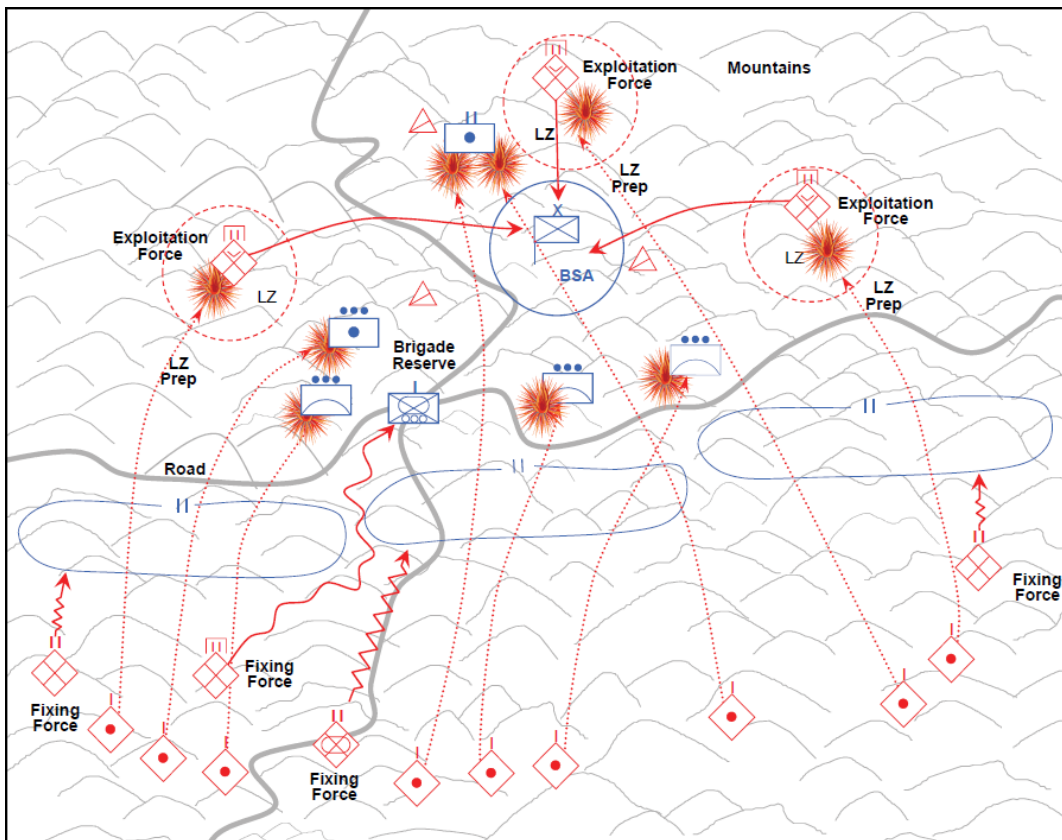 Exploitation
Force
Mountains
LZ
LZ
Prep
Exploitation
Force
LZ
Exploitation
Force
LZ
X
BSA
LZ
Prep
LZ
Prep
Brigade
Reserve
Road
Fixing
Force
Fixing
Force
Fixing
Force
Fixing
Force